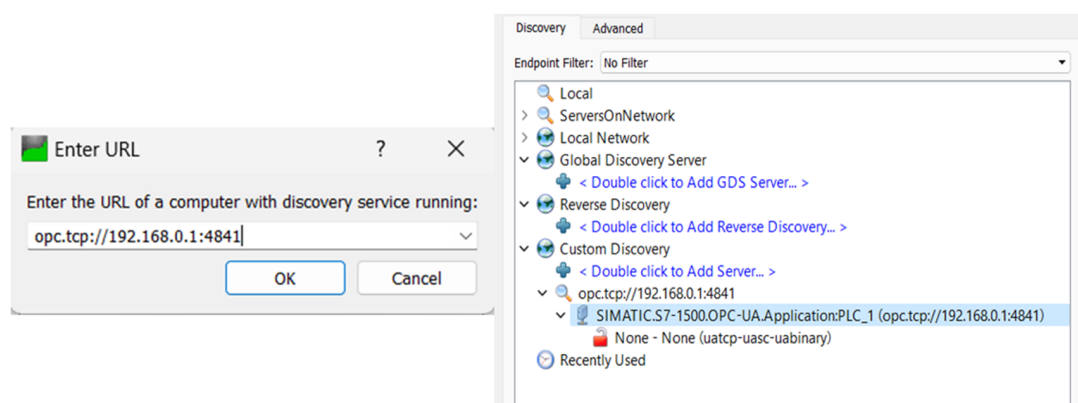 Enter URL
?
Enter the URL of a computer with discovery service running:
opc.tcp://192.168.0.1:4841
OK
Cancel
Discovery
Advanced
Endpoint Filter: No Filter
Local
ServersOnNetwork
Local Network
Global Discovery Server
< Double click to Add GDS Server... >
Reverse Discovery
< Double click to Add Reverse Discovery... >
Custom Discovery
< Double click to Add Server... >
opc.tcp://192.168.0.1:4841
SIMATIC.S7-1500.OPC-UA.Application:PLC_1 (opc.tcp://192.168.0.1:4841)
None - None (uatcp-uasc-uabinary)
Recently Used